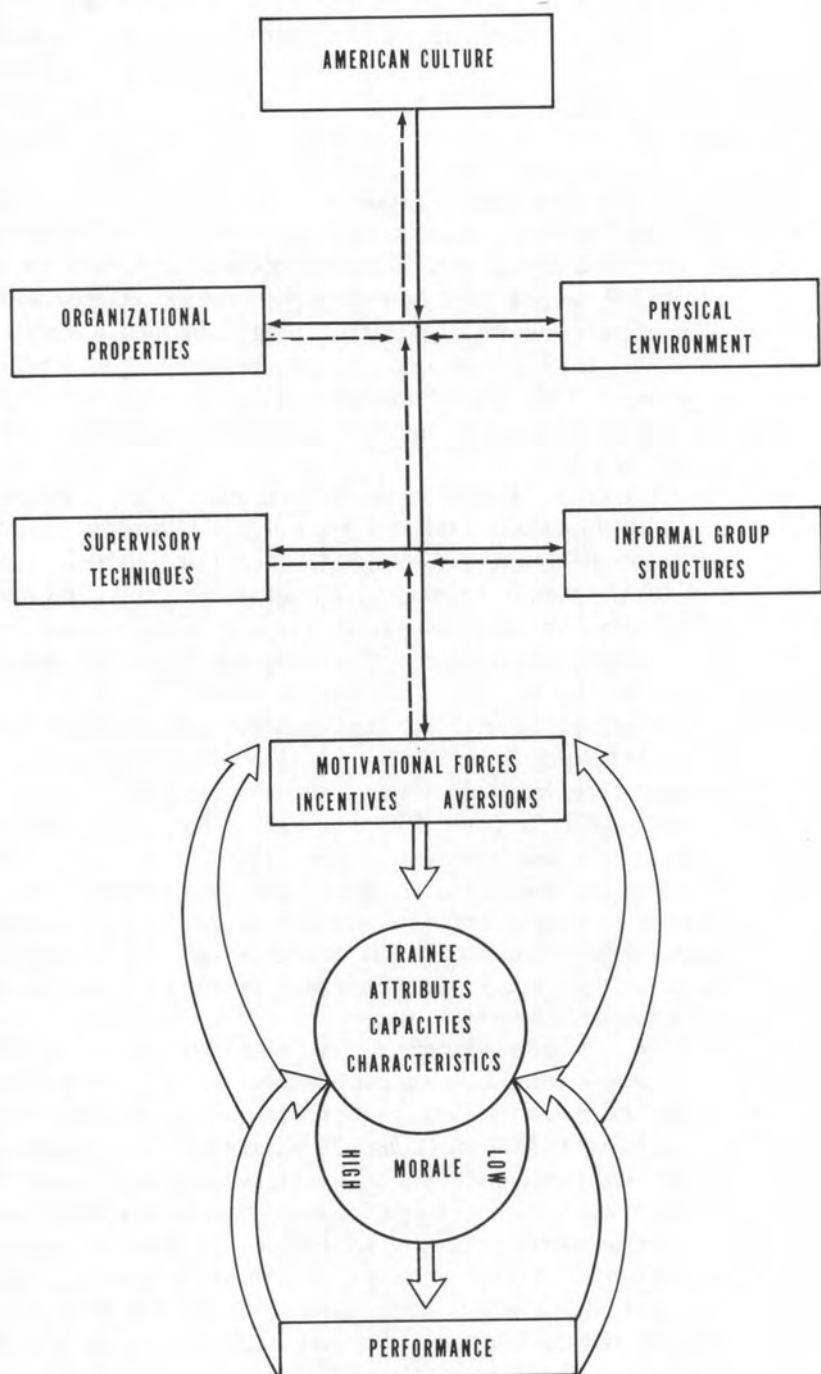 AMERICAN CULTURE
ORGANIZATIONAL
PROPERTIES
PHYSICAL
ENVIRONMENT
SUPERVISORY
TECHNIQUES
INFORMAL GROUP
STRUCTURES
MOTIVATIONAL FORCES
INCENTIVES AVERSIONS
TRAINEE
ATTRIBUTES
CAPACITIES
CHARACTERISTICS
HIGH MORALE LOW
PERFORMANCE